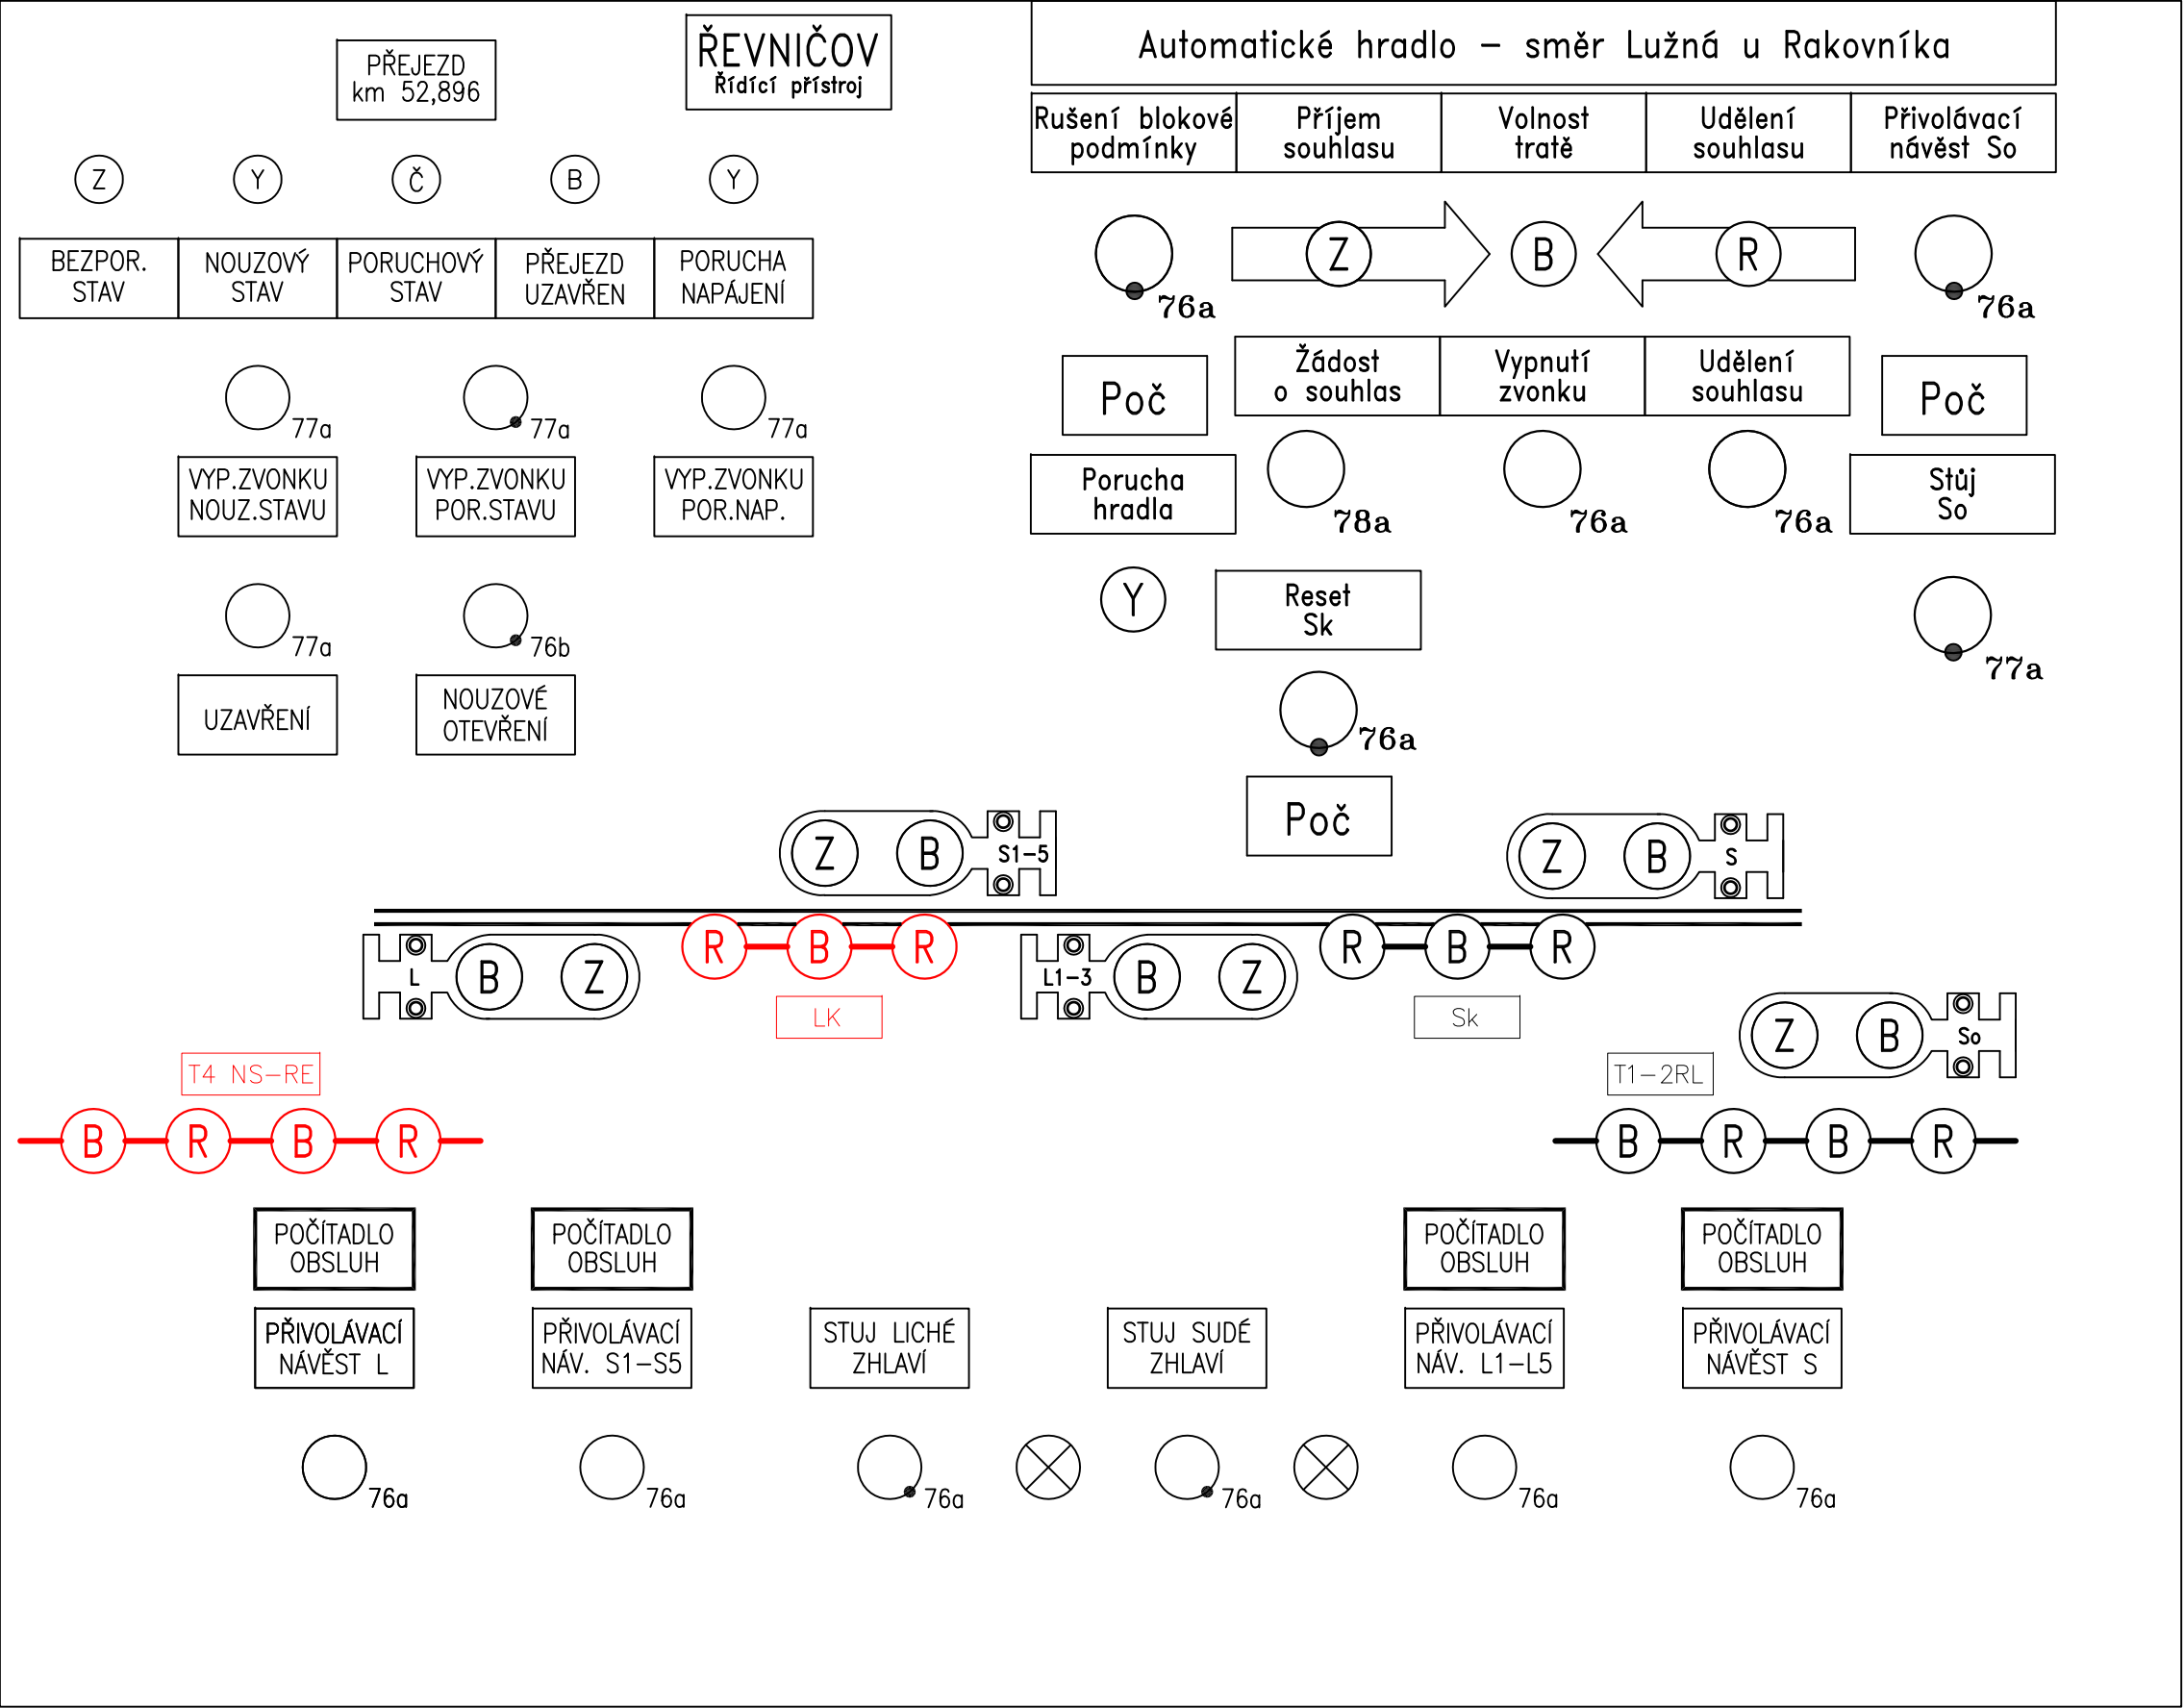 ŘEVNIČOV
Řídící přístroj
PŘEJEZD
km 52,896
Z
Y
Č
B
Y
BEZPOR.
STAV
NOUZOVÝ
STAV
PORUCHOVÝ
STAV
PŘEJEZD
UZAVŘEN
PORUCHA
NAPÁJENÍ
77a
77a
77a
VYP.ZVONKU
NOUZ.STAVU
VYP.ZVONKU
POR.STAVU
VYP.ZVONKU
POR.NAP.
77a
76b
UZAVŘENÍ
NOUZOVÉ
OTEVŘENÍ
Automatické hradlo – směr Lužná u Rakovníka
Rušení blokové
podmínky
Příjem
souhlasu
Volnost
tratě
Udělení
souhlasu
Přivolávací
návěst So
Z
B
R
76a
76a
Poč
Žádost
o souhlas
Vypnutí
zvonku
Udělení
souhlasu
Poč
Porucha
hradla
78a
76a
76a
Stůj
So
Y
Reset
Sk
77a
76a
Poč
Z B S1-5
Z B S
R B R
R B R
L B Z
L1-3 B Z
LK
Sk
Z B So
T4 NS-RE
T1-2RL
B R B R
B R B R
POČÍTADLO
OBSLUH
POČÍTADLO
OBSLUH
POČÍTADLO
OBSLUH
POČÍTADLO
OBSLUH
PŘIVOLÁVACÍ
NÁVĚST L
PŘIVOLÁVACÍ
NÁV. S1-S5
STUJ LICHÉ
ZHLAVÍ
STUJ SUDÉ
ZHLAVÍ
PŘIVOLÁVACÍ
NÁV. L1-L5
PŘIVOLÁVACÍ
NÁVĚST S
76a
76a
76a
76a
76a
76a